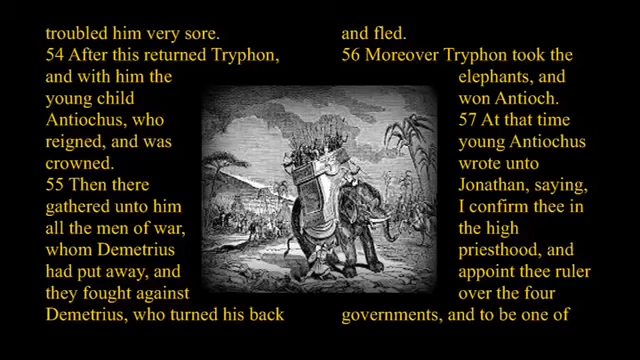 troubled him very sore.
54 After this returned Tryphon,
and with him the
young child
Antiochus, who
reigned, and was
crowned.
55 Then there
gathered unto him
all the men of war,
whom Demetrius
had put away, and
they fought against
Demetrius, who turned his back
and fled.
56 Moreover Tryphon took the
elephants, and
won Antioch.
57 At that time
young Antiochus
wrote unto
Jonathan, saying,
I confirm thee in
the high
priesthood, and
appoint thee ruler
over the four
governments, and to be one of